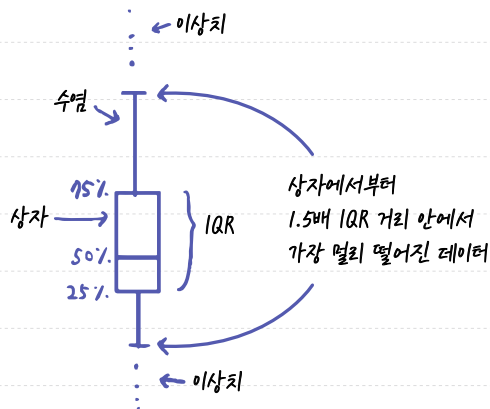 이상치
수염
75%
상자
IQR
50%
25%
상자에서부터
1.5배 IQR 거리 안에서
가장 멀리 떨어진 데이터
이상치